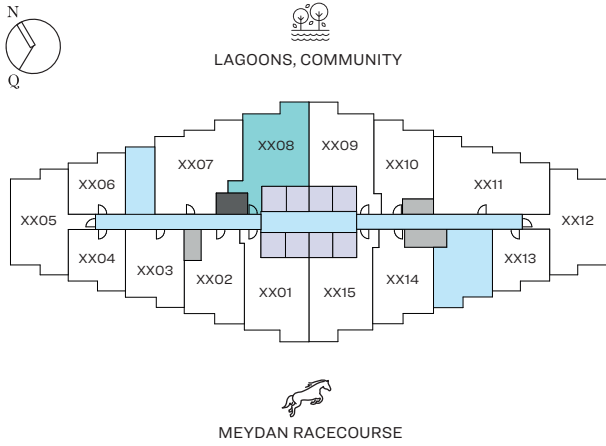 N
Q
LAGOONS, COMMUNITY
XX08
XX09
XX07
XX10
XX06
XX11
XX05
XX12
XX04
XX03
XX02
XX01
XX15
XX14
XX13
MEYDAN RACECOURSE